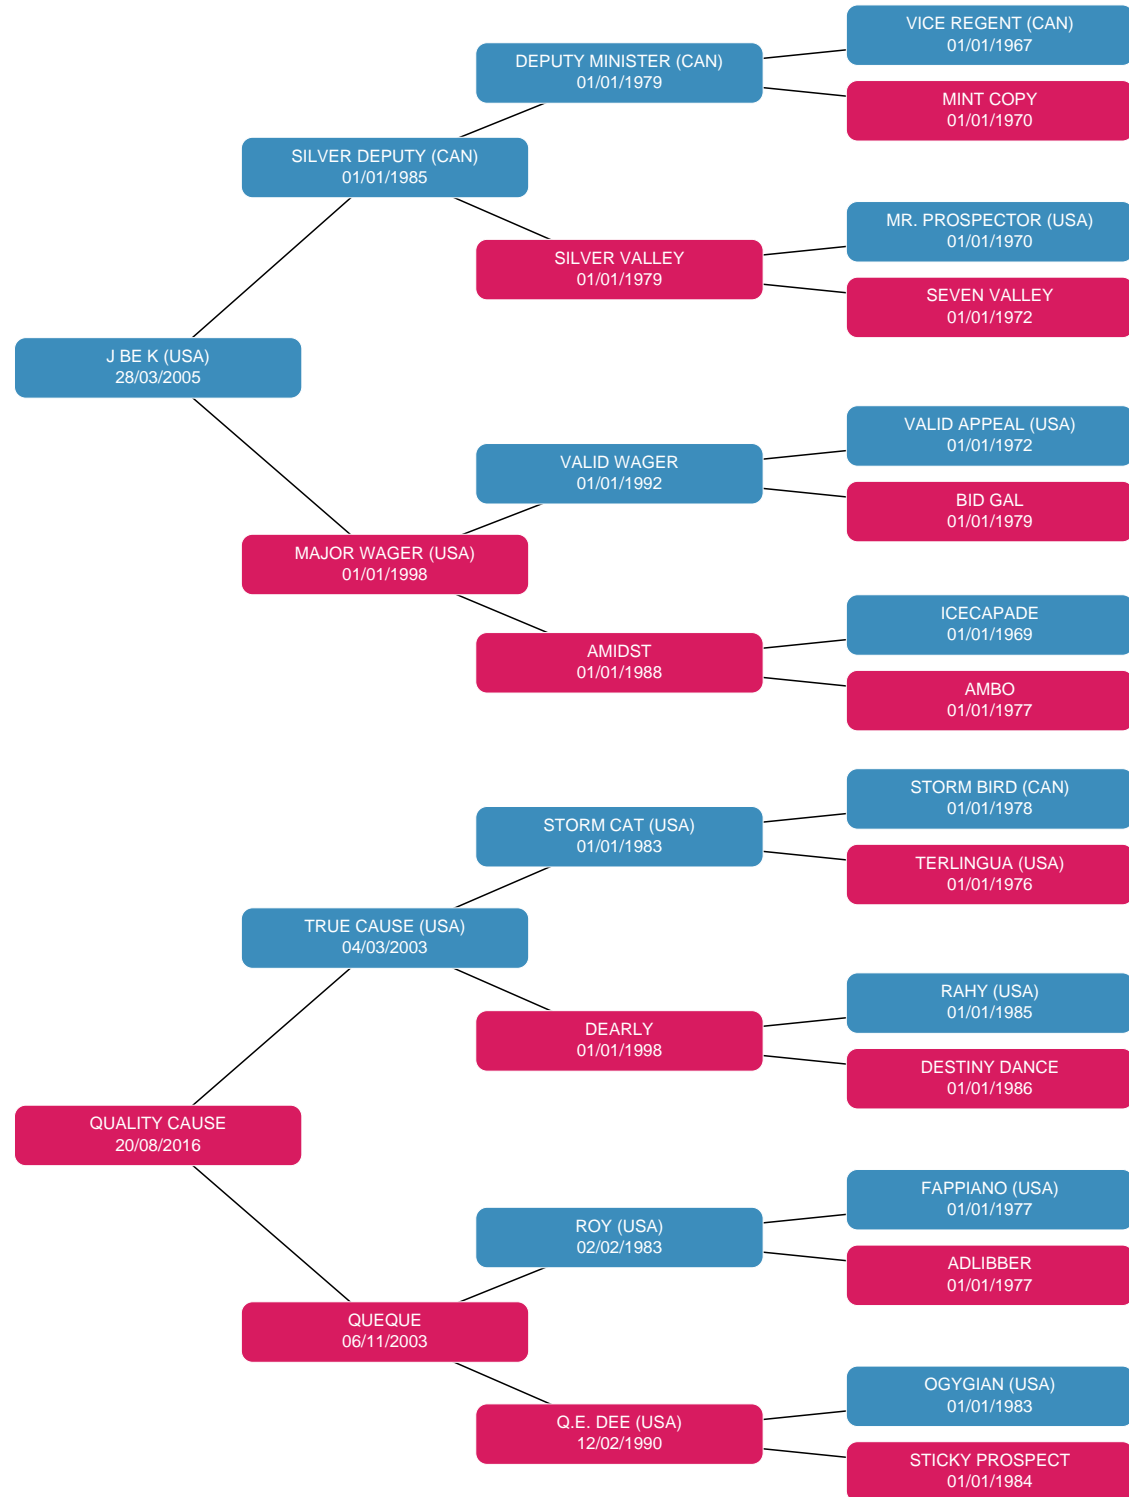 VICE REGENT (CAN)
01/01/1967
DEPUTY MINISTER (CAN)
01/01/1979
MINT COPY
01/01/1970
SILVER DEPUTY (CAN)
01/01/1985
MR. PROSPECTOR (USA)
01/01/1970
SILVER VALLEY
01/01/1979
SEVEN VALLEY
01/01/1972
J BE K (USA)
28/03/2005
VALID APPEAL (USA)
01/01/1972
VALID WAGER
01/01/1992
BID GAL
01/01/1979
MAJOR WAGER (USA)
01/01/1998
ICECAPADE
01/01/1969
AMIDST
01/01/1988
AMBO
01/01/1977
STORM BIRD (CAN)
01/01/1978
STORM CAT (USA)
01/01/1983
TERLINGUA (USA)
01/01/1976
TRUE CAUSE (USA)
04/03/2003
RAHY (USA)
01/01/1985
DEARLY
01/01/1998
DESTINY DANCE
01/01/1986
QUALITY CAUSE
20/08/2016
FAPPIANO (USA)
01/01/1977
ROY (USA)
02/02/1983
ADLIBBER
01/01/1977
QUEQUE
06/11/2003
OGYGIAN (USA)
01/01/1983
Q.E. DEE (USA)
12/02/1990
STICKY PROSPECT
01/01/1984